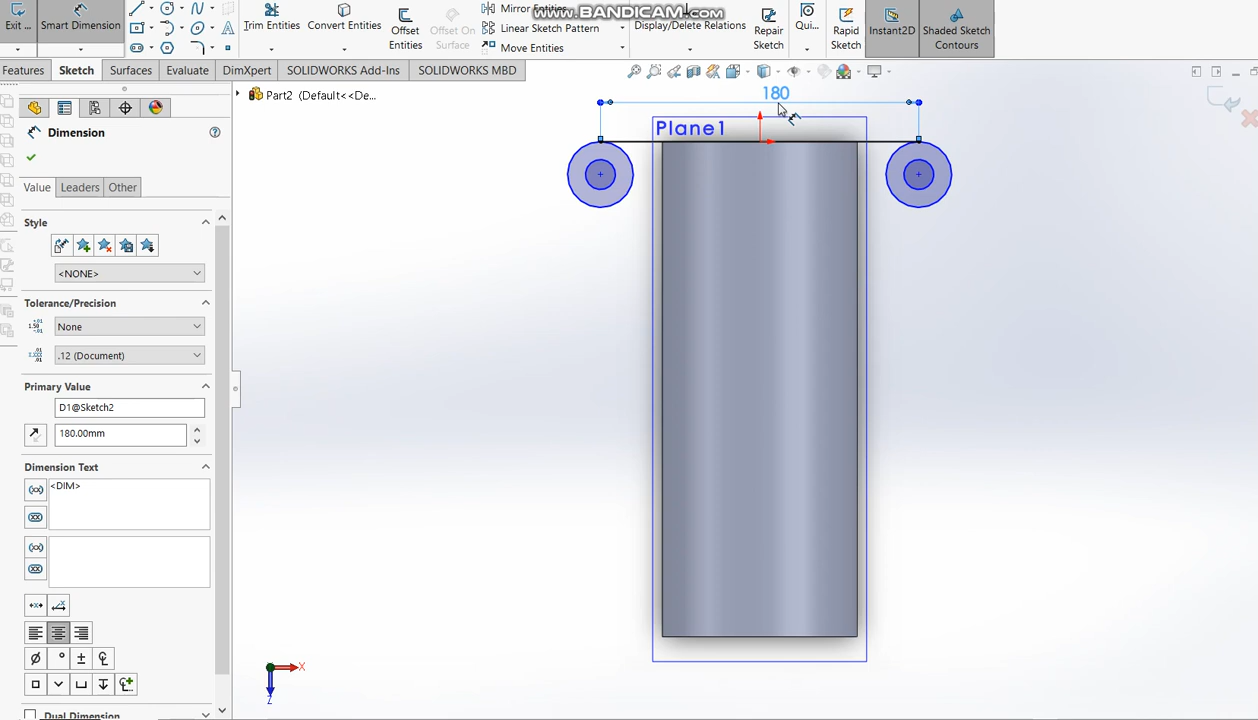 Exit ...
Smart Dimension
Trim Entities
Convert Entities
Offset Entities
Offset On Surface
Mirror Entities
Linear Sketch Pattern
Move Entities
Display/Delete Relations
Repair Sketch
Qui...
Rapid Sketch
Instant2D
Shaded Sketch Contours
www.BANDICAM.com
Features
Sketch
Surfaces
Evaluate
DimXpert
SOLIDWORKS Add-Ins
SOLIDWORKS MBD
Part2 (Default<<De...
Dimension
Value
Leaders
Other
Style
<NONE>
Tolerance/Precision
None
.12 (Document)
Primary Value
D1@Sketch2
180.00mm
Dimension Text
<DIM>
Dual Dimension
180
Plane1
X
Z